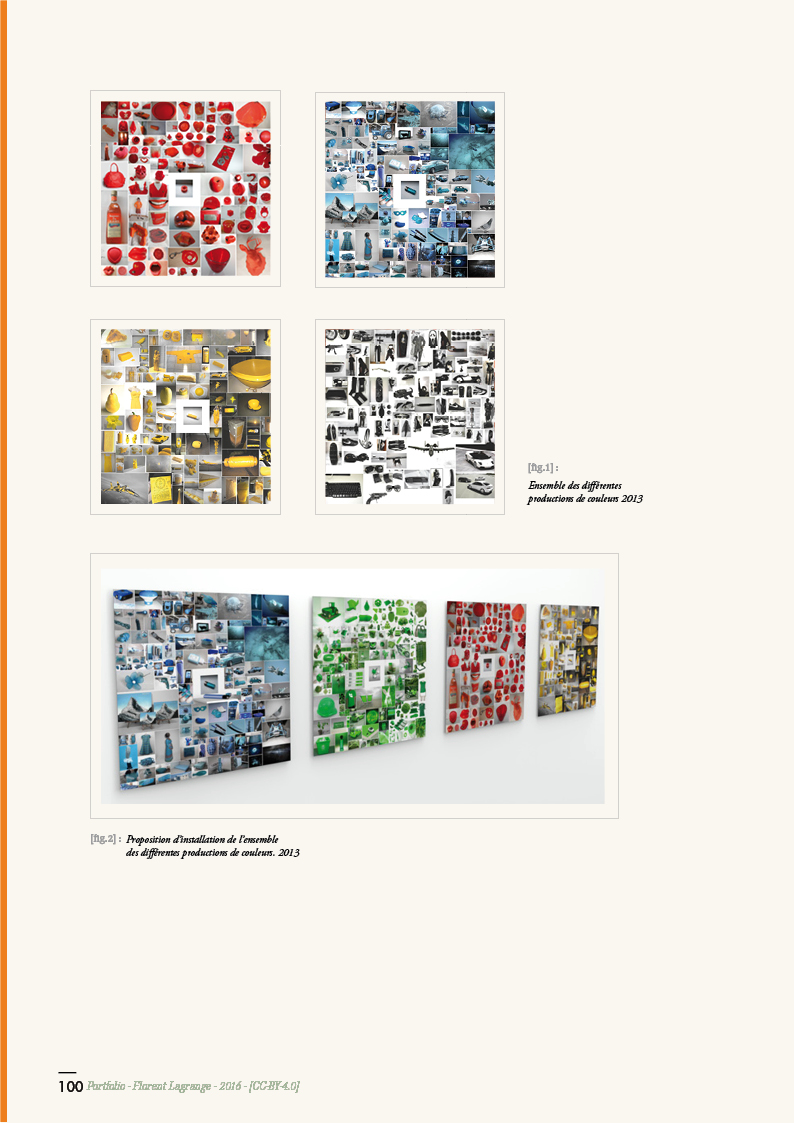 [fig.1] :
Ensemble des différentes
productions de couleurs 2013
[fig.2] : Proposition d'installation de l'ensemble
des différentes productions de couleurs. 2013
100 Portfolio - Florent Lagrange - 2016 - [CC-BY-4.0]